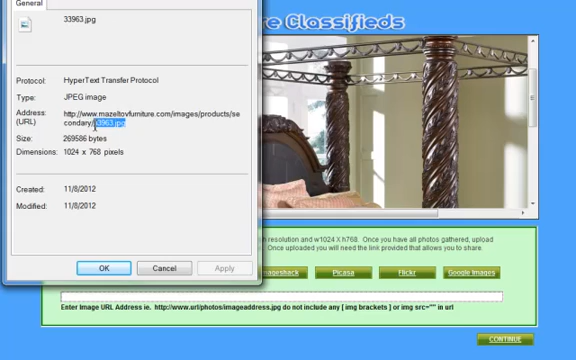 General
re Classifieds
33963.jpg
Protocol: HyperText Transfer Protocol
Type: JPEG image
Address: (URL) http://www.mazeltovfurniture.com/images/products/se
condary/33963.jpg
Size: 269586 bytes
Dimensions: 1024 x 768 pixels
Created: 11/8/2012
Modified: 11/8/2012
resolution and w1024 X h768. Once you have all photos gathered, upload
Once uploaded you will need the link provided that allows you to share.
OK Cancel Apply
mageshack Picasa Flickr Google Images
Enter Image URL Address ie. http://www.url/photos/imageaddress.jpg do not include any [ img brackets ] or img src="" in url
CONTINUE